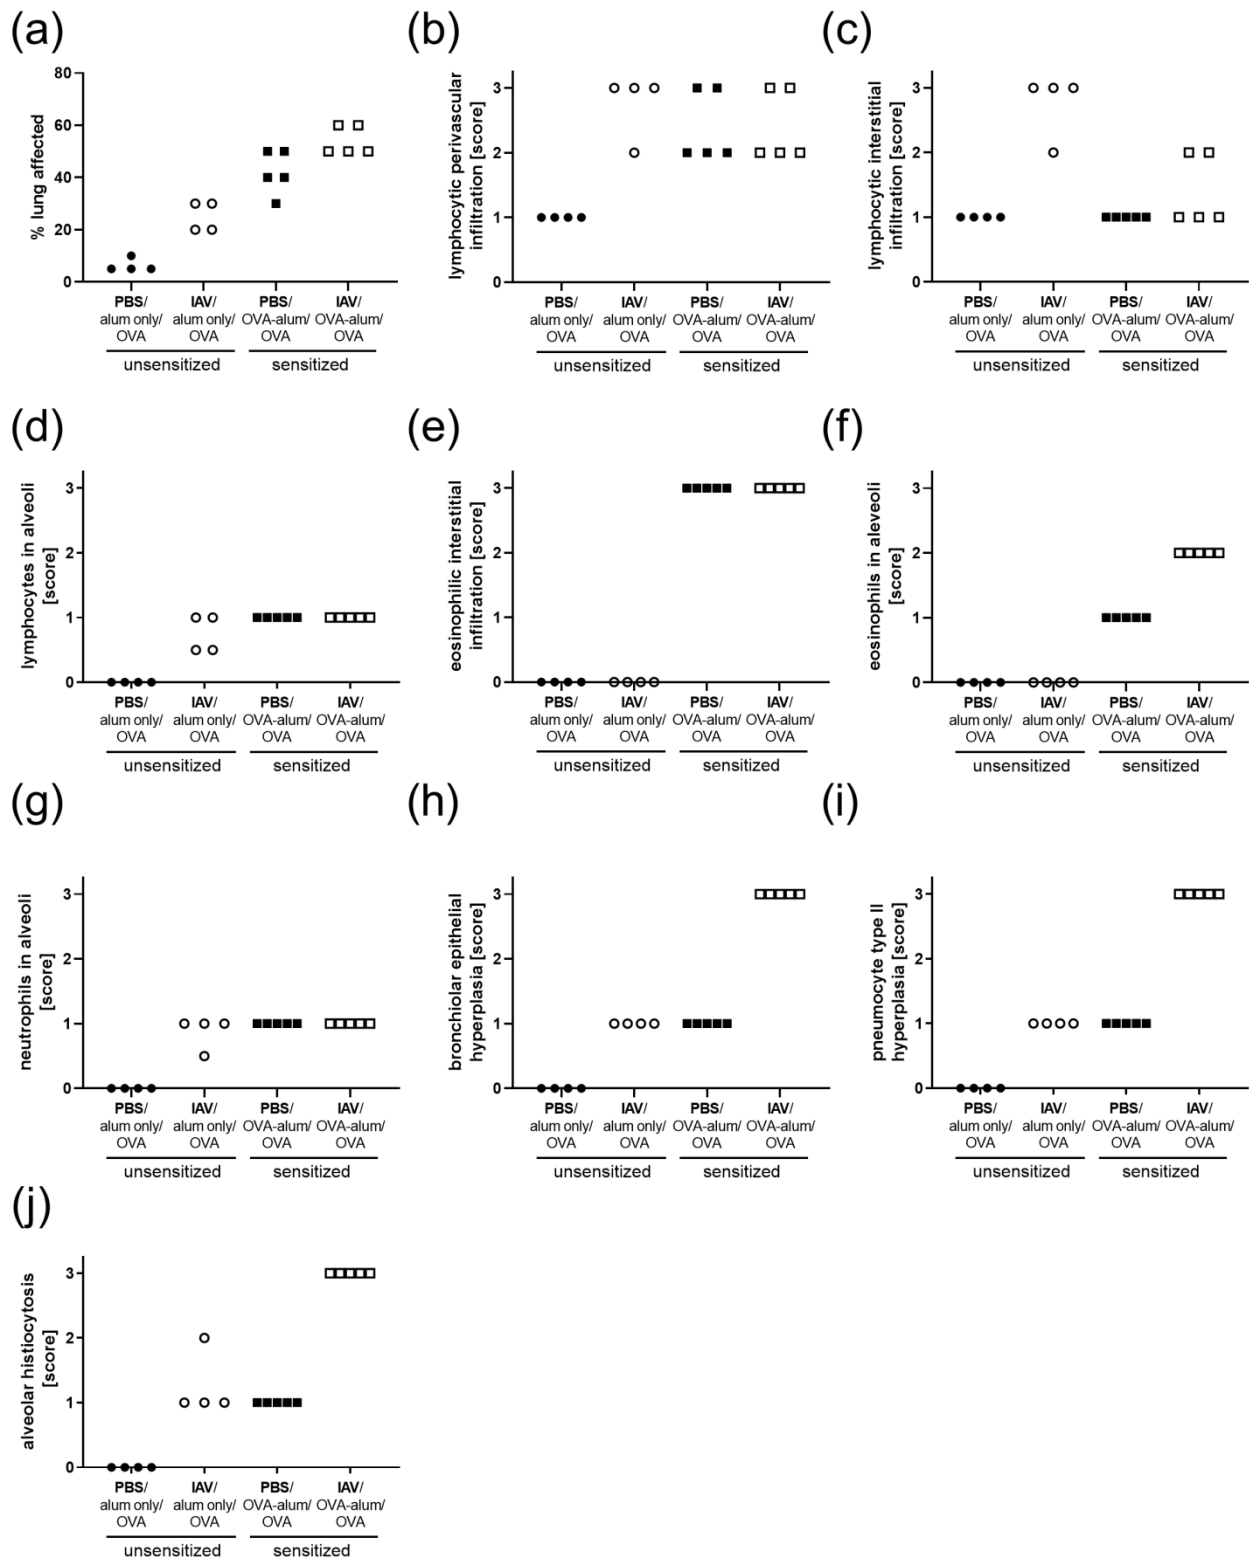 (a)
% lung affected
80
60
40
20
0
PBS/
alum only/
OVA
IAV/
alum only/
OVA
PBS/
OVA-alum/
OVA
IAV/
OVA-alum/
OVA
unsensitized
sensitized
(b)
lymphocytic perivascular
infiltration [score]
3
2
1
0
PBS/
alum only/
OVA
IAV/
alum only/
OVA
PBS/
OVA-alum/
OVA
IAV/
OVA-alum/
OVA
unsensitized
sensitized
(c)
lymphocytic interstitial
infiltration [score]
3
2
1
0
PBS/
alum only/
OVA
IAV/
alum only/
OVA
PBS/
OVA-alum/
OVA
IAV/
OVA-alum/
OVA
unsensitized
sensitized
(d)
lymphocytes in alveoli
[score]
3
2
1
0
PBS/
alum only/
OVA
IAV/
alum only/
OVA
PBS/
OVA-alum/
OVA
IAV/
OVA-alum/
OVA
unsensitized
sensitized
(e)
eosinophilic interstitial
infiltration [score]
3
2
1
0
PBS/
alum only/
OVA
IAV/
alum only/
OVA
PBS/
OVA-alum/
OVA
IAV/
OVA-alum/
OVA
unsensitized
sensitized
(f)
eosinophils in aleveoli
[score]
3
2
1
0
PBS/
alum only/
OVA
IAV/
alum only/
OVA
PBS/
OVA-alum/
OVA
IAV/
OVA-alum/
OVA
unsensitized
sensitized
(g)
neutrophils in alveoli
[score]
3
2
1
0
PBS/
alum only/
OVA
IAV/
alum only/
OVA
PBS/
OVA-alum/
OVA
IAV/
OVA-alum/
OVA
unsensitized
sensitized
(h)
bronchiolar epithelial
hyperplasia [score]
3
2
1
0
PBS/
alum only/
OVA
IAV/
alum only/
OVA
PBS/
OVA-alum/
OVA
IAV/
OVA-alum/
OVA
unsensitized
sensitized
(i)
pneumocyte type II
hyperplasia [score]
3
2
1
0
PBS/
alum only/
OVA
IAV/
alum only/
OVA
PBS/
OVA-alum/
OVA
IAV/
OVA-alum/
OVA
unsensitized
sensitized
(j)
alveolar histiocytosis
[score]
3
2
1
0
PBS/
alum only/
OVA
IAV/
alum only/
OVA
PBS/
OVA-alum/
OVA
IAV/
OVA-alum/
OVA
unsensitized
sensitized